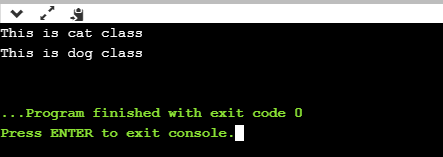 This is cat class
This is dog class
...Program finished with exit code 0
Press ENTER to exit console.